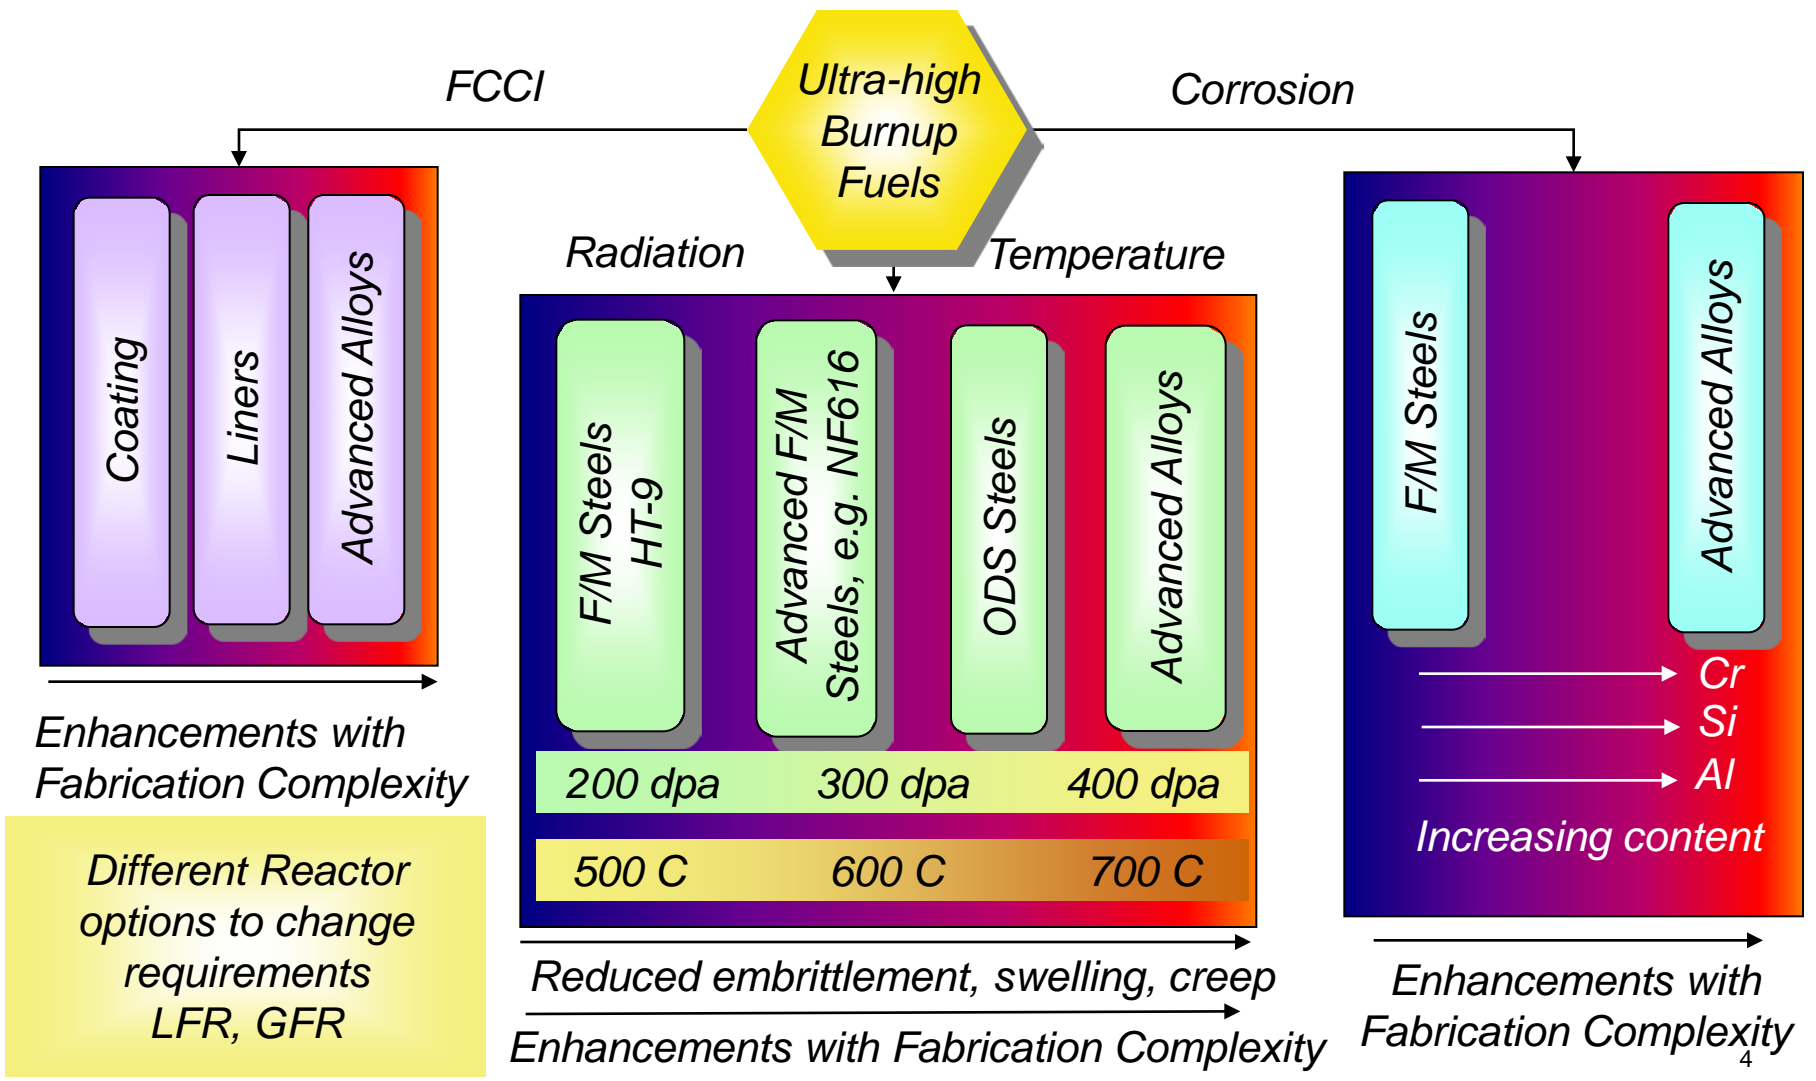 FCCI
Ultra-high
Burnup
Fuels
Corrosion
Radiation
Temperature
Coating
Liners
Advanced Alloys
Enhancements with
Fabrication Complexity
Different Reactor
options to change
requirements
LFR, GFR
F/M Steels
HT-9
Advanced F/M
Steels, e.g. NF616
ODS Steels
Advanced Alloys
200 dpa 300 dpa 400 dpa
500 C 600 C 700 C
Reduced embrittlement, swelling, creep
Enhancements with Fabrication Complexity
F/M Steels
Advanced Alloys
Cr
Si
Al
Increasing content
Enhancements with
Fabrication Complexity
4